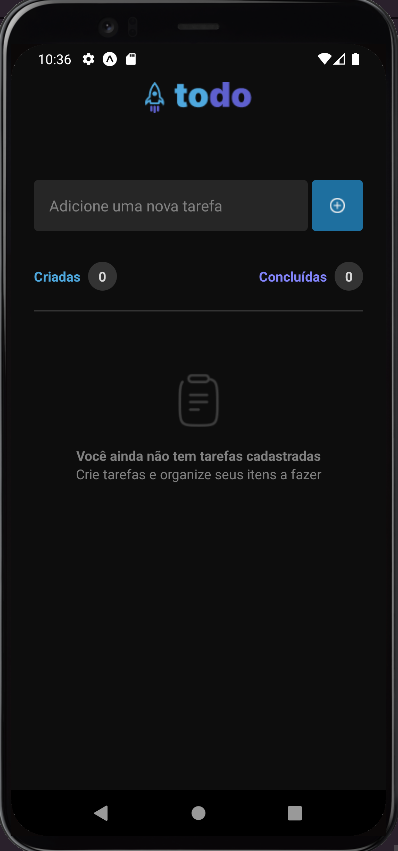 10:36
todo
Adicione uma nova tarefa
Criadas 0 Concluídas 0
Você ainda não tem tarefas cadastradas
Crie tarefas e organize seus itens a fazer